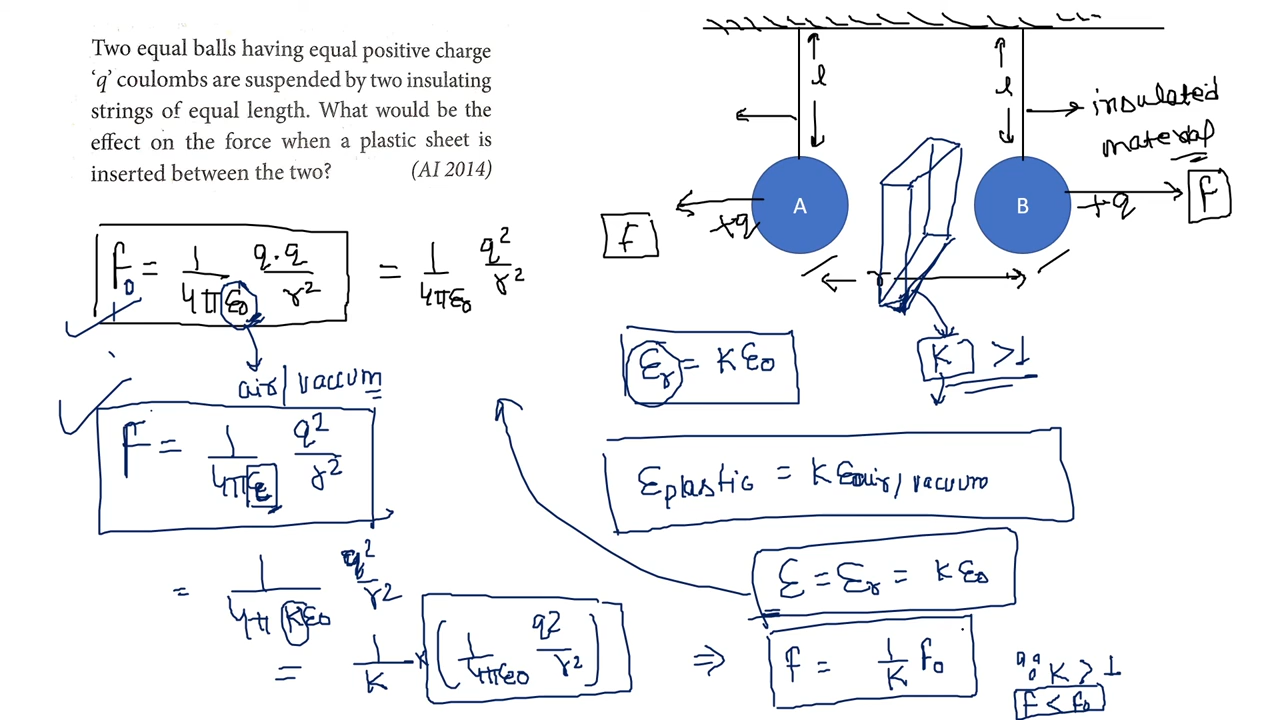 Two equal balls having equal positive charge
‘q’ coulombs are suspended by two insulating
strings of equal length. What would be the
effect on the force when a plastic sheet is
inserted between the two? (AI 2014)
l
l
insulated
material
A
B
+q
+q
F
F
r
F₀ = 1/4πε₀ q·q/r² = 1/4πε₀ q²/r²
air/vaccum
εᵣ = Kε₀
K >1
F = 1/4πε q²/r²
εplastic = Kε₀air/vacuum
ε = εᵣ = Kε₀
= 1/4πKε₀ q²/r²
= 1/K × (1/4πε₀ q²/r²) ⇒ F = 1/K F₀
∵ K > 1
F < F₀